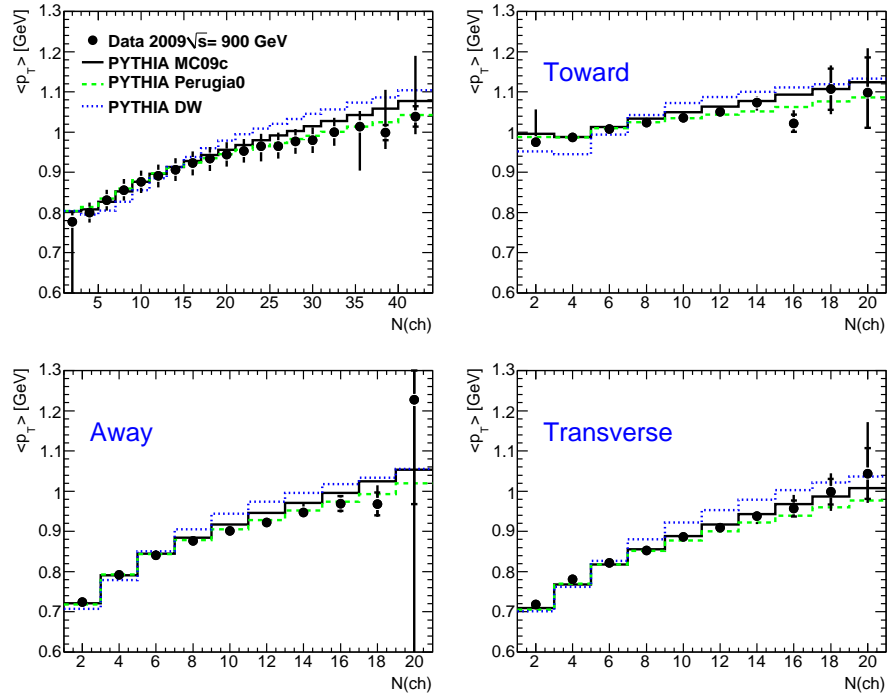 <p_T> [GeV]
1.3
1.2
1.1
1
0.9
0.8
0.7
0.6
Data 2009√s= 900 GeV
PYTHIA MC09c
PYTHIA Perugia0
PYTHIA DW
5 10 15 20 25 30 35 40
N(ch)
<p_T> [GeV]
1.3
1.2
1.1
1
0.9
0.8
0.7
0.6
Toward
2 4 6 8 10 12 14 16 18 20
N(ch)
<p_T> [GeV]
1.3
1.2
1.1
1
0.9
0.8
0.7
0.6
Away
2 4 6 8 10 12 14 16 18 20
N(ch)
<p_T> [GeV]
1.3
1.2
1.1
1
0.9
0.8
0.7
0.6
Transverse
2 4 6 8 10 12 14 16 18 20
N(ch)